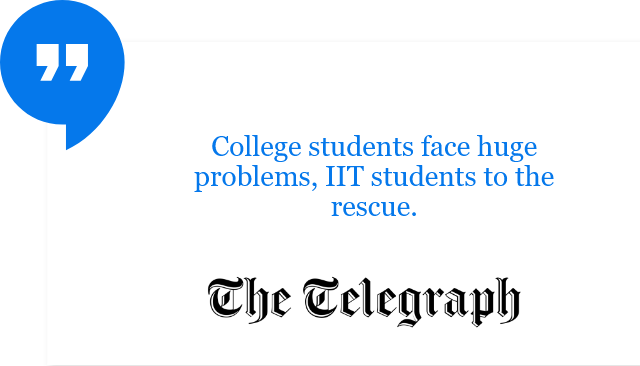 College students face huge
problems, IIT students to the
rescue.
The Telegraph